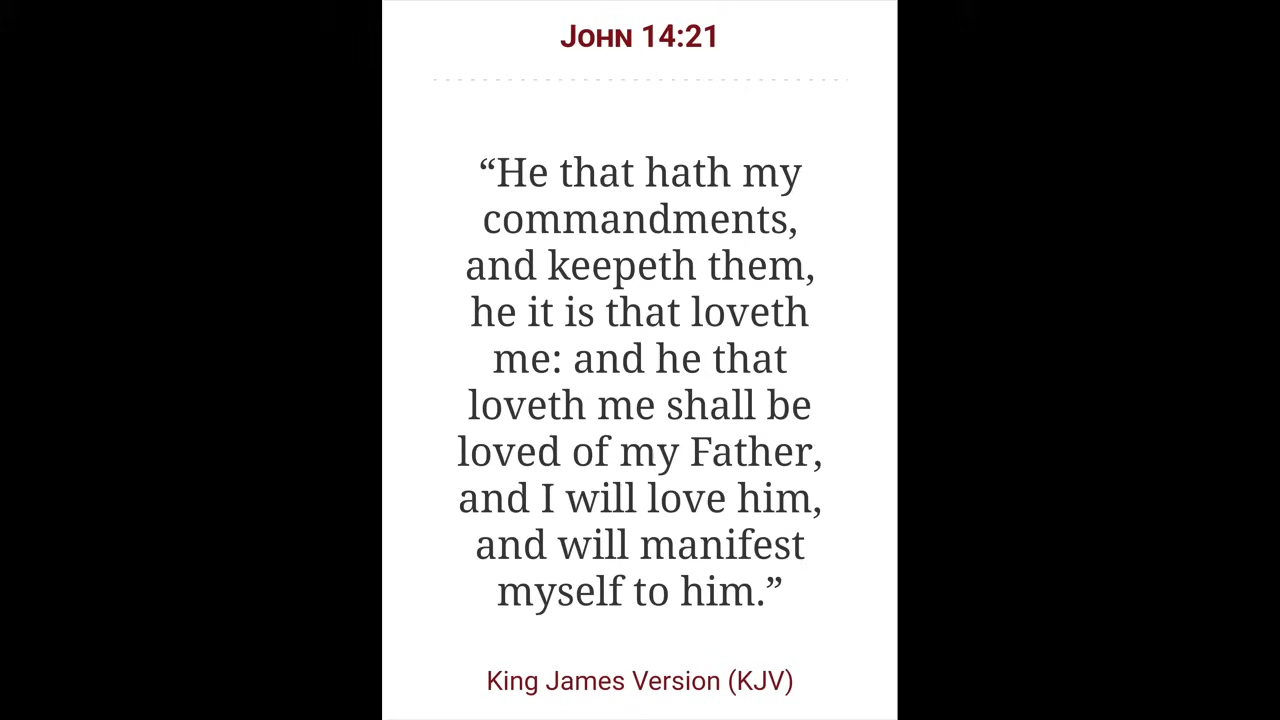 John 14:21
“He that hath my
commandments,
and keepeth them,
he it is that loveth
me: and he that
loveth me shall be
loved of my Father,
and I will love him,
and will manifest
myself to him.”
King James Version (KJV)